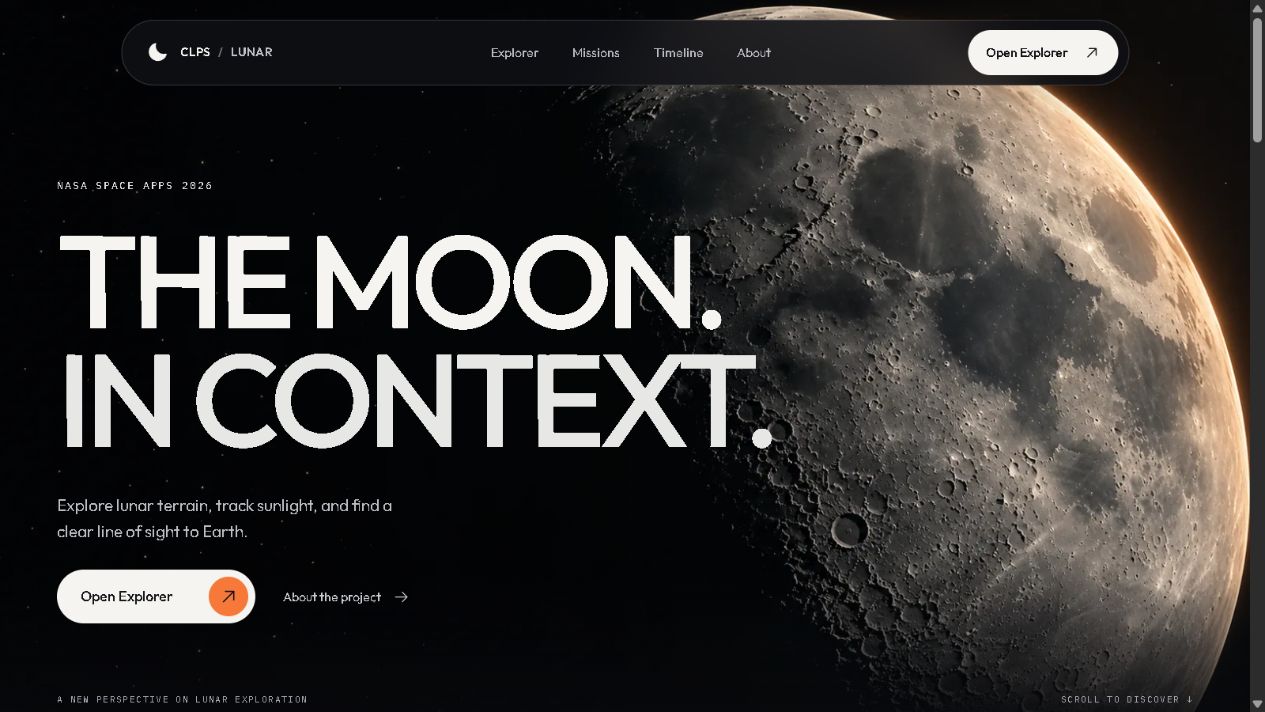 CLPS / LUNAR
Explorer
Missions
Timeline
About
Open Explorer
NASA SPACE APPS 2026
THE MOON.
IN CONTEXT.
Explore lunar terrain, track sunlight, and find a
clear line of sight to Earth.
Open Explorer
About the project →
A NEW PERSPECTIVE ON LUNAR EXPLORATION
SCROLL TO DISCOVER ↓